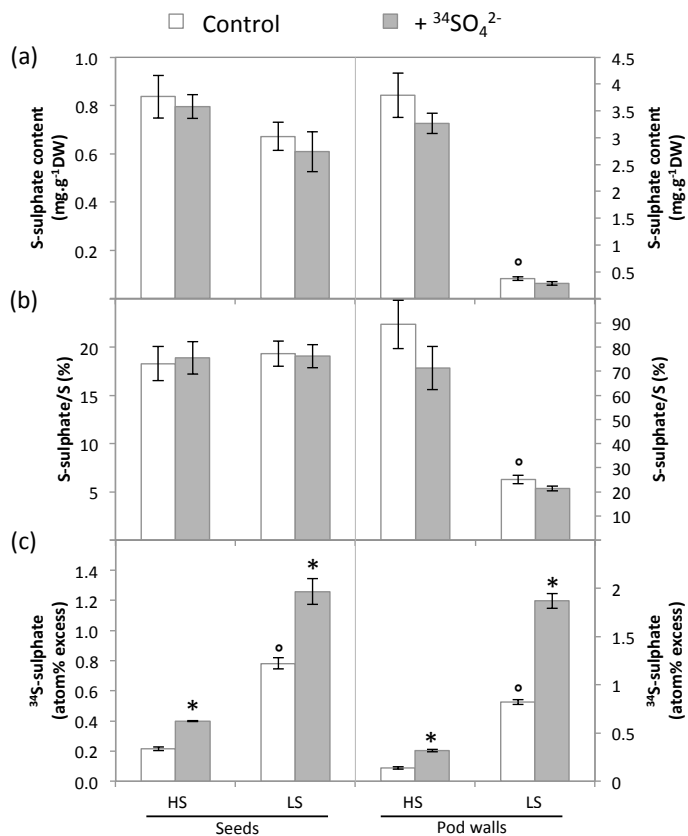 Control + ³⁴SO₄²⁻
(a)
S-sulphate content
(mg.g⁻¹DW)
1.0
0.8
0.6
0.4
0.2
4.5
4
3.5
3
2.5
2
1.5
1
0.5
S-sulphate content
(mg.g⁻¹DW)
°
(b)
S-sulphate/S (%)
20
15
10
5
90
80
70
60
50
40
30
20
10
S-sulphate/S (%)
°
(c)
³⁴S-sulphate
(atom% excess)
1.4
1.2
1.0
0.8
0.6
0.4
0.2
0.0
2
1
1
0
³⁴S-sulphate
(atom% excess)
* ° * * ° *
HS LS HS LS
Seeds Pod walls